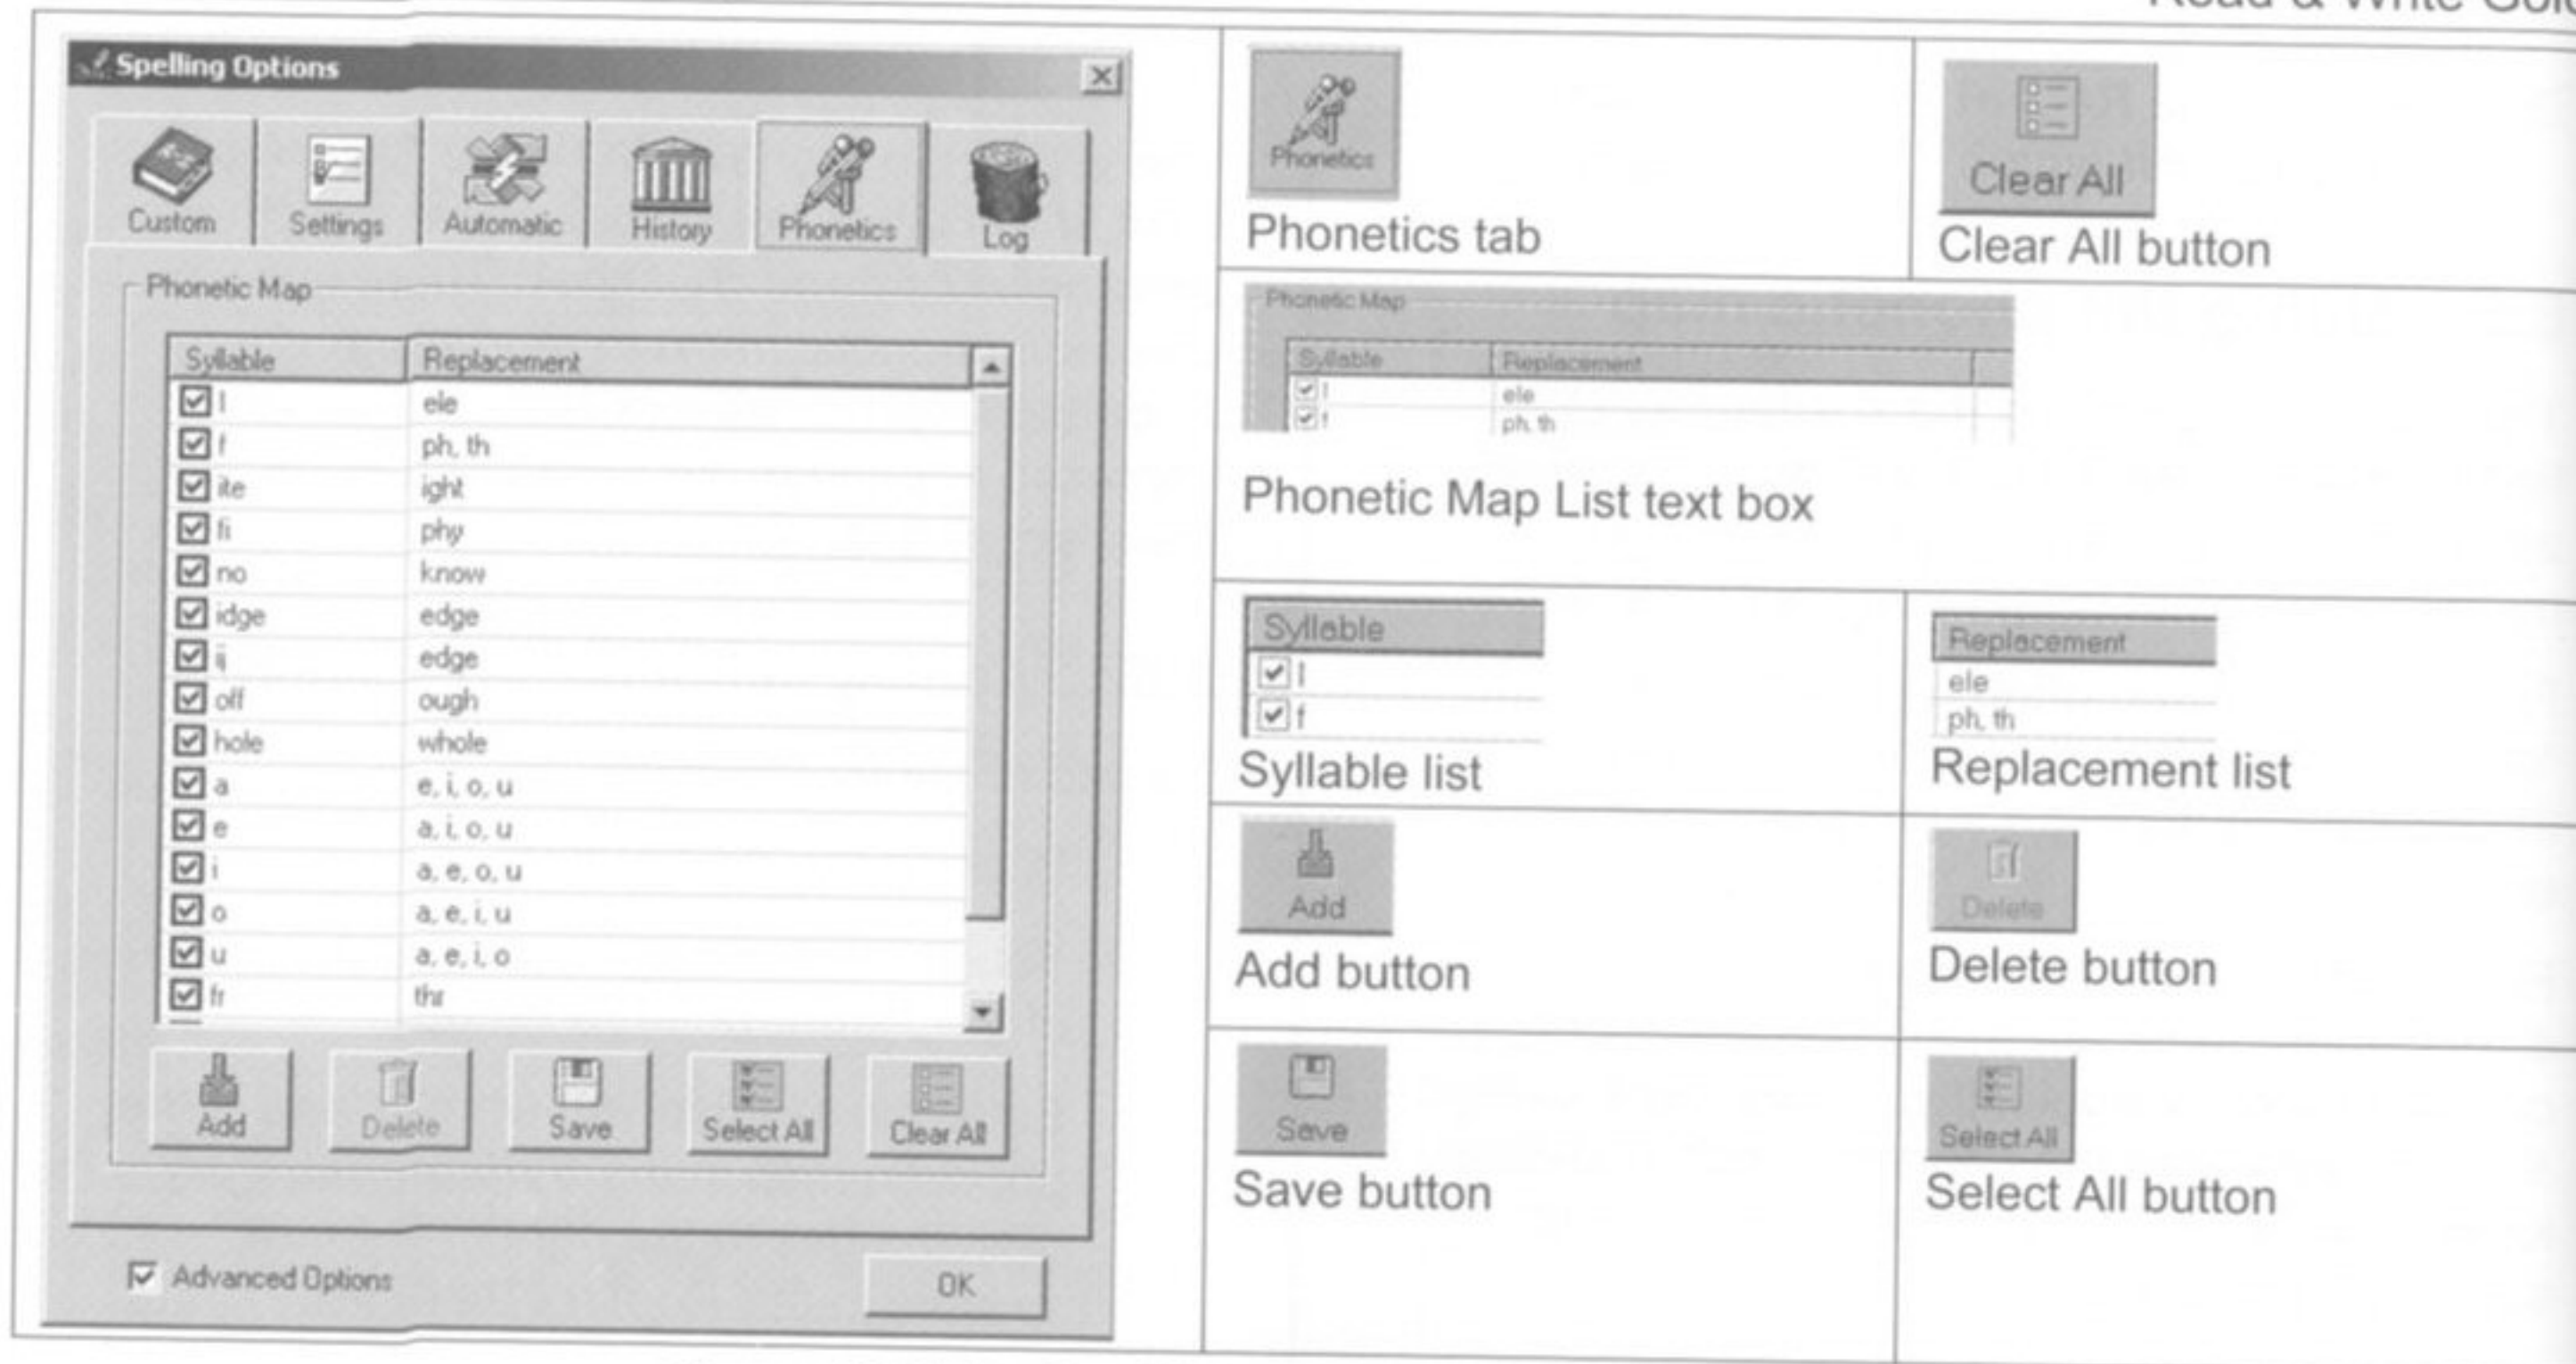 Read & Write Gold
Spelling Options
Custom Settings Automatic History Phonetics Log
Phonetic Map
Syllable Replacement
l ele
f ph, th
ite ight
fi phy
no know
idge edge
ij edge
off ough
hole whole
a e, i, o, u
e a, i, o, u
i a, e, o, u
o a, e, i, u
u a, e, i, o
fr thr
Add Delete Save Select All Clear All
Advanced Options OK
Phonetics
Phonetics tab
Clear All
Clear All button
Phonetic Map
Syllable Replacement
l ele
f ph, th
Phonetic Map List text box
Syllable
l
f
Syllable list
Replacement
ele
ph, th
Replacement list
Add
Add button
Delete
Delete button
Save
Save button
Select All
Select All button